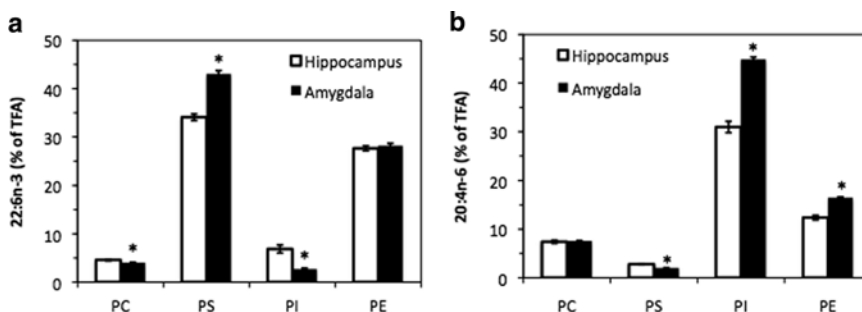 a
22:6n-3 (% of TFA)
50
40
30
20
10
0
Hippocampus
Amygdala
*
*
*
PC PS PI PE
b
20:4n-6 (% of TFA)
50
40
30
20
10
0
Hippocampus
Amygdala
*
*
*
PC PS PI PE